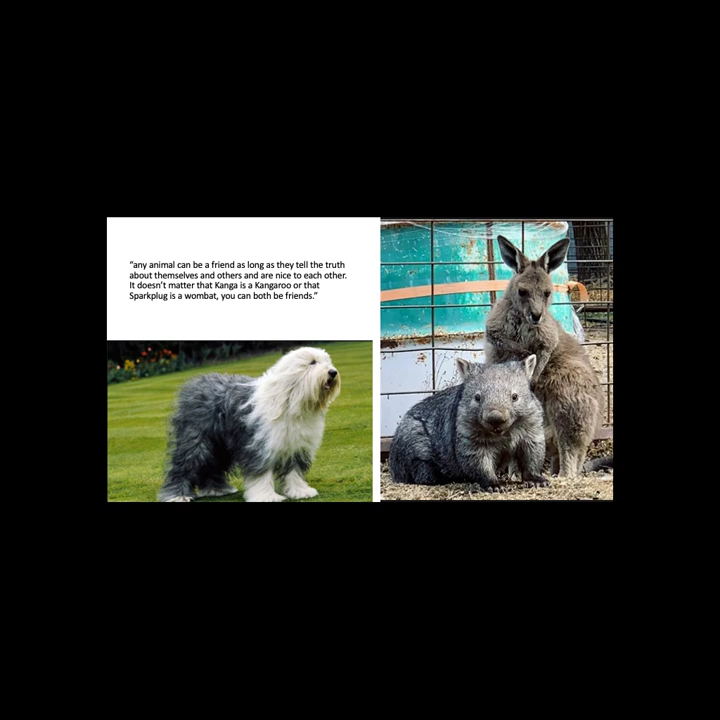 “any animal can be a friend as long as they tell the truth
about themselves and others and are nice to each other.
It doesn’t matter that Kanga is a Kangaroo or that
Sparkplug is a wombat, you can both be friends.”